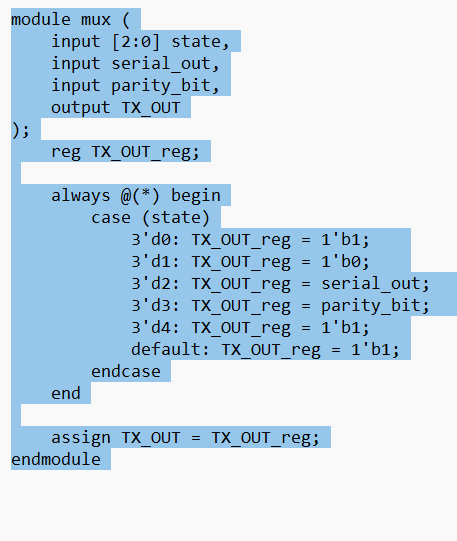 module mux (
    input [2:0] state,
    input serial_out,
    input parity_bit,
    output TX_OUT
);
    reg TX_OUT_reg;

    always @(*) begin
        case (state)
            3'd0: TX_OUT_reg = 1'b1;
            3'd1: TX_OUT_reg = 1'b0;
            3'd2: TX_OUT_reg = serial_out;
            3'd3: TX_OUT_reg = parity_bit;
            3'd4: TX_OUT_reg = 1'b1;
            default: TX_OUT_reg = 1'b1;
        endcase
    end

    assign TX_OUT = TX_OUT_reg;
endmodule